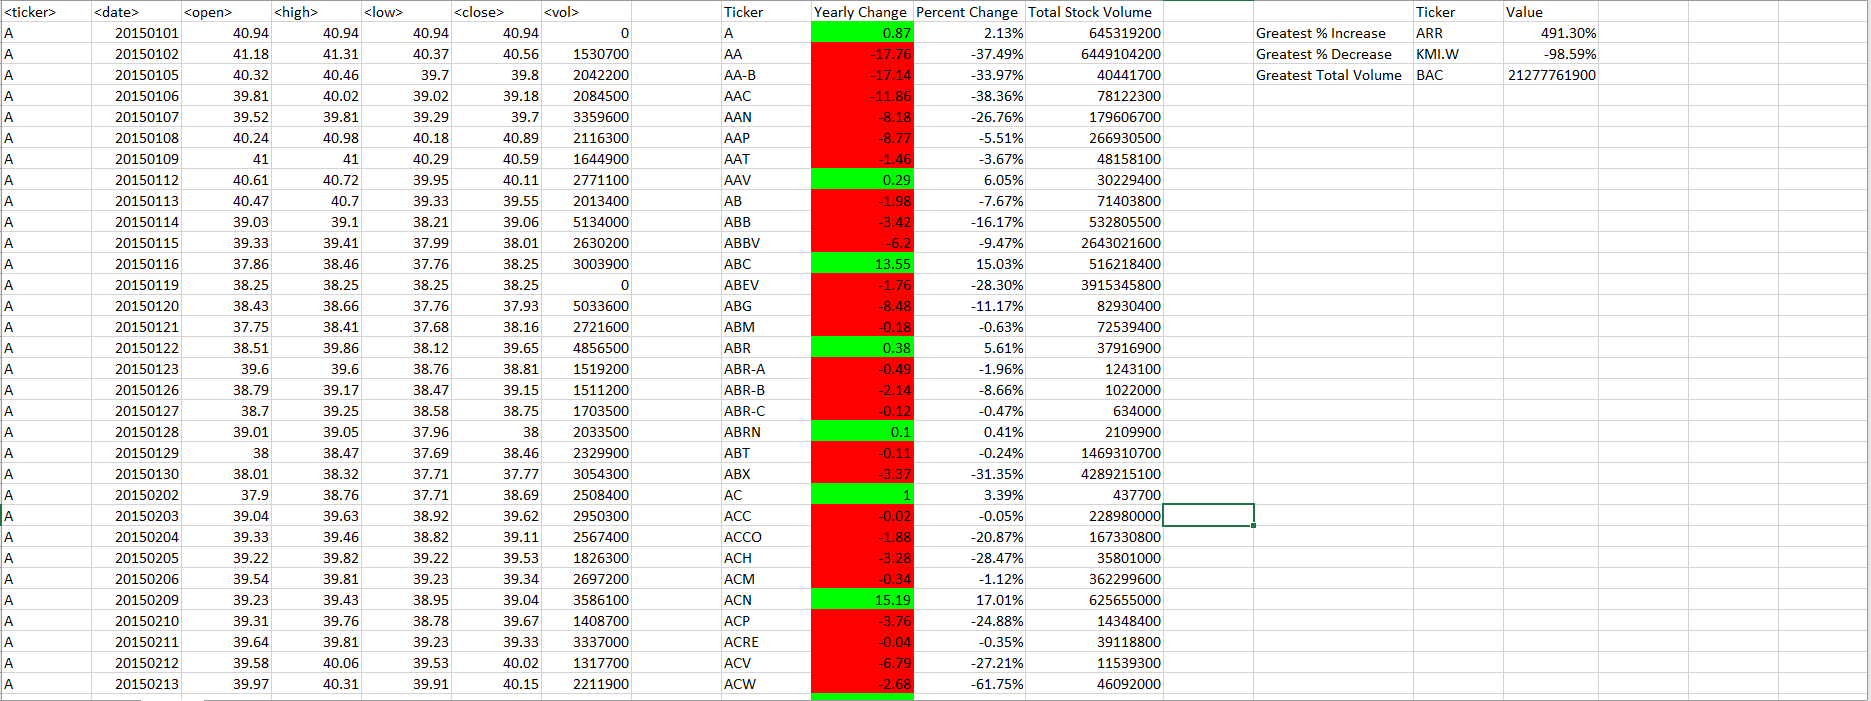 <ticker> <date> <open> <high> <low> <close> <vol> Ticker Yearly Change Percent Change Total Stock Volume Ticker Value
A 20150101 40.94 40.94 40.94 40.94 0 A 0.87 2.13% 645319200 Greatest % Increase ARR 491.30%
A 20150102 41.18 41.31 40.37 40.56 1530700 AA -17.76 -37.49% 6449104200 Greatest % Decrease KMI.W -98.59%
A 20150105 40.32 40.46 39.7 39.8 2042200 AA-B -17.14 -33.97% 40441700 Greatest Total Volume BAC 21277761900
A 20150106 39.81 40.02 39.02 39.18 2084500 AAC -11.86 -38.36% 78122300
A 20150107 39.52 39.81 39.29 39.7 3359600 AAN -8.18 -26.76% 179606700
A 20150108 40.24 40.98 40.18 40.89 2116300 AAP -8.77 -5.51% 266930500
A 20150109 41 41 40.29 40.59 1644900 AAT -1.46 -3.67% 48158100
A 20150112 40.61 40.72 39.95 40.11 2771100 AAV 0.29 6.05% 30229400
A 20150113 40.47 40.7 39.33 39.55 2013400 AB -1.98 -7.67% 71403800
A 20150114 39.03 39.1 38.21 39.06 5134000 ABB -3.42 -16.17% 532805500
A 20150115 39.33 39.41 37.99 38.01 2630200 ABBV -6.2 -9.47% 2643021600
A 20150116 37.86 38.46 37.76 38.25 3003900 ABC 13.55 15.03% 516218400
A 20150119 38.25 38.25 38.25 38.25 0 ABEV -1.76 -28.30% 3915345800
A 20150120 38.43 38.66 37.76 37.93 5033600 ABG -8.48 -11.17% 82930400
A 20150121 37.75 38.41 37.68 38.16 2721600 ABM -0.18 -0.63% 72539400
A 20150122 38.51 39.86 38.12 39.65 4856500 ABR 0.38 5.61% 37916900
A 20150123 39.6 39.6 38.76 38.81 1519200 ABR-A -0.49 -1.96% 1243100
A 20150126 38.79 39.17 38.47 39.15 1511200 ABR-B -2.14 -8.66% 1022000
A 20150127 38.7 39.25 38.58 38.75 1703500 ABR-C -0.12 -0.47% 634000
A 20150128 39.01 39.05 37.96 38 2033500 ABRN 0.1 0.41% 2109900
A 20150129 38 38.47 37.69 38.46 2329900 ABT -0.11 -0.24% 1469310700
A 20150130 38.01 38.32 37.71 37.77 3054300 ABX -3.37 -31.35% 4289215100
A 20150202 37.9 38.76 37.71 38.69 2508400 AC 1 3.39% 437700
A 20150203 39.04 39.63 38.92 39.62 2950300 ACC -0.02 -0.05% 228980000
A 20150204 39.33 39.46 38.82 39.11 2567400 ACCO -1.88 -20.87% 167330800
A 20150205 39.22 39.82 39.22 39.53 1826300 ACH -3.28 -28.47% 35801000
A 20150206 39.54 39.81 39.23 39.34 2697200 ACM -0.34 -1.12% 362299600
A 20150209 39.23 39.43 38.95 39.04 3586100 ACN 15.19 17.01% 625655000
A 20150210 39.31 39.76 38.78 39.67 1408700 ACP -3.76 -24.88% 14348400
A 20150211 39.64 39.81 39.23 39.33 3337000 ACRE -0.04 -0.35% 39118800
A 20150212 39.58 40.06 39.53 40.02 1317700 ACV -6.79 -27.21% 11539300
A 20150213 39.97 40.31 39.91 40.15 2211900 ACW -2.68 -61.75% 46092000